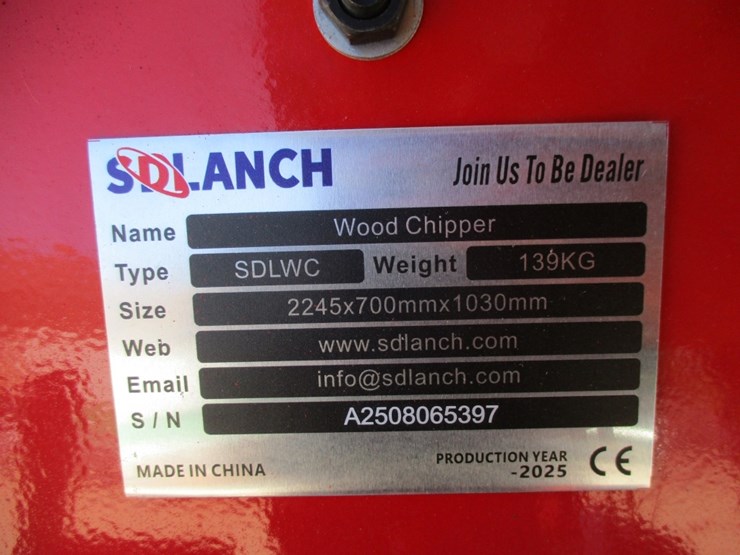 SDLANCH Join Us To Be Dealer
Name Wood Chipper
Type SDLWC Weight 139KG
Size 2245x700mmx1030mm
Web www.sdlanch.com
Email info@sdlanch.com
S / N A2508065397
MADE IN CHINA PRODUCTION YEAR
-2025 CE